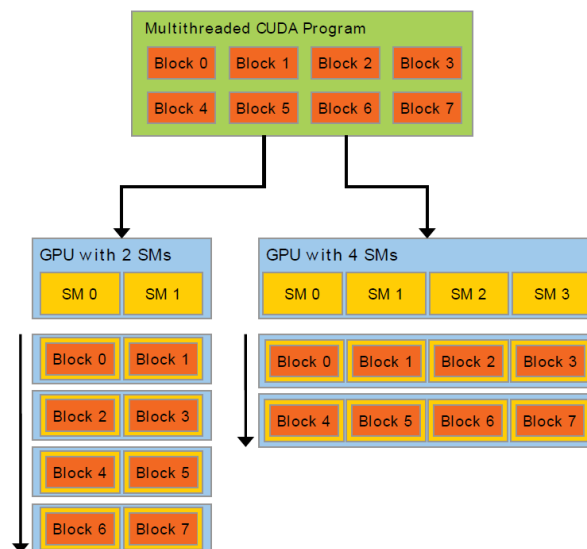 Multithreaded CUDA Program
Block 0 Block 1 Block 2 Block 3
Block 4 Block 5 Block 6 Block 7
GPU with 2 SMs
SM 0 SM 1
Block 0 Block 1
Block 2 Block 3
Block 4 Block 5
Block 6 Block 7
GPU with 4 SMs
SM 0 SM 1 SM 2 SM 3
Block 0 Block 1 Block 2 Block 3
Block 4 Block 5 Block 6 Block 7